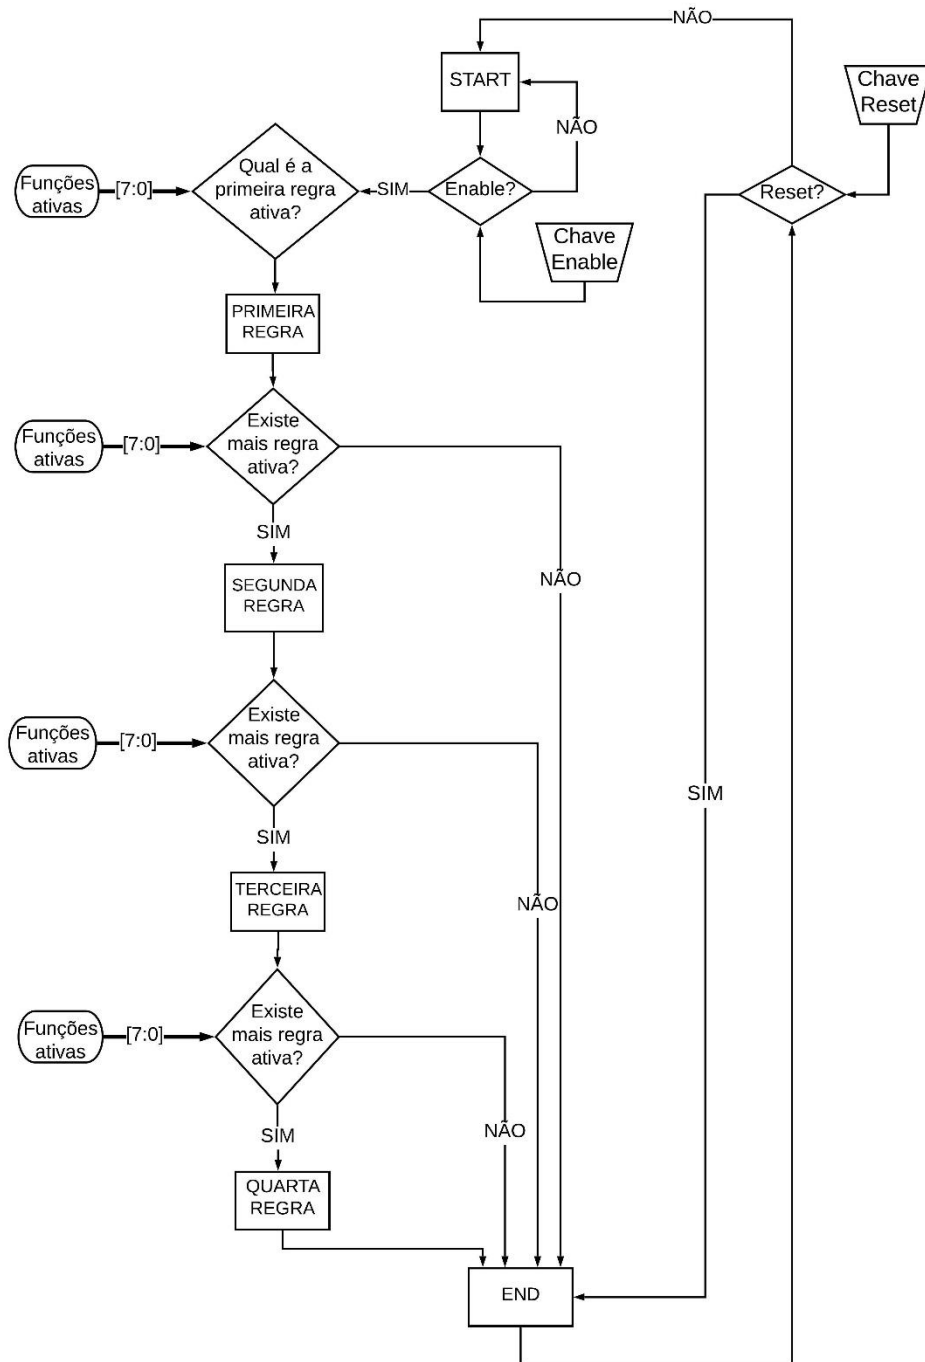 NÃO
START
Chave
Reset
NÃO
Funções
ativas
[7:0]
Qual é a
primeira regra
ativa?
SIM
Enable?
Reset?
Chave
Enable
PRIMEIRA
REGRA
Funções
ativas
[7:0]
Existe
mais regra
ativa?
SIM
NÃO
SEGUNDA
REGRA
Funções
ativas
[7:0]
Existe
mais regra
ativa?
SIM
SIM
TERCEIRA
REGRA
NÃO
Funções
ativas
[7:0]
Existe
mais regra
ativa?
SIM
NÃO
QUARTA
REGRA
END